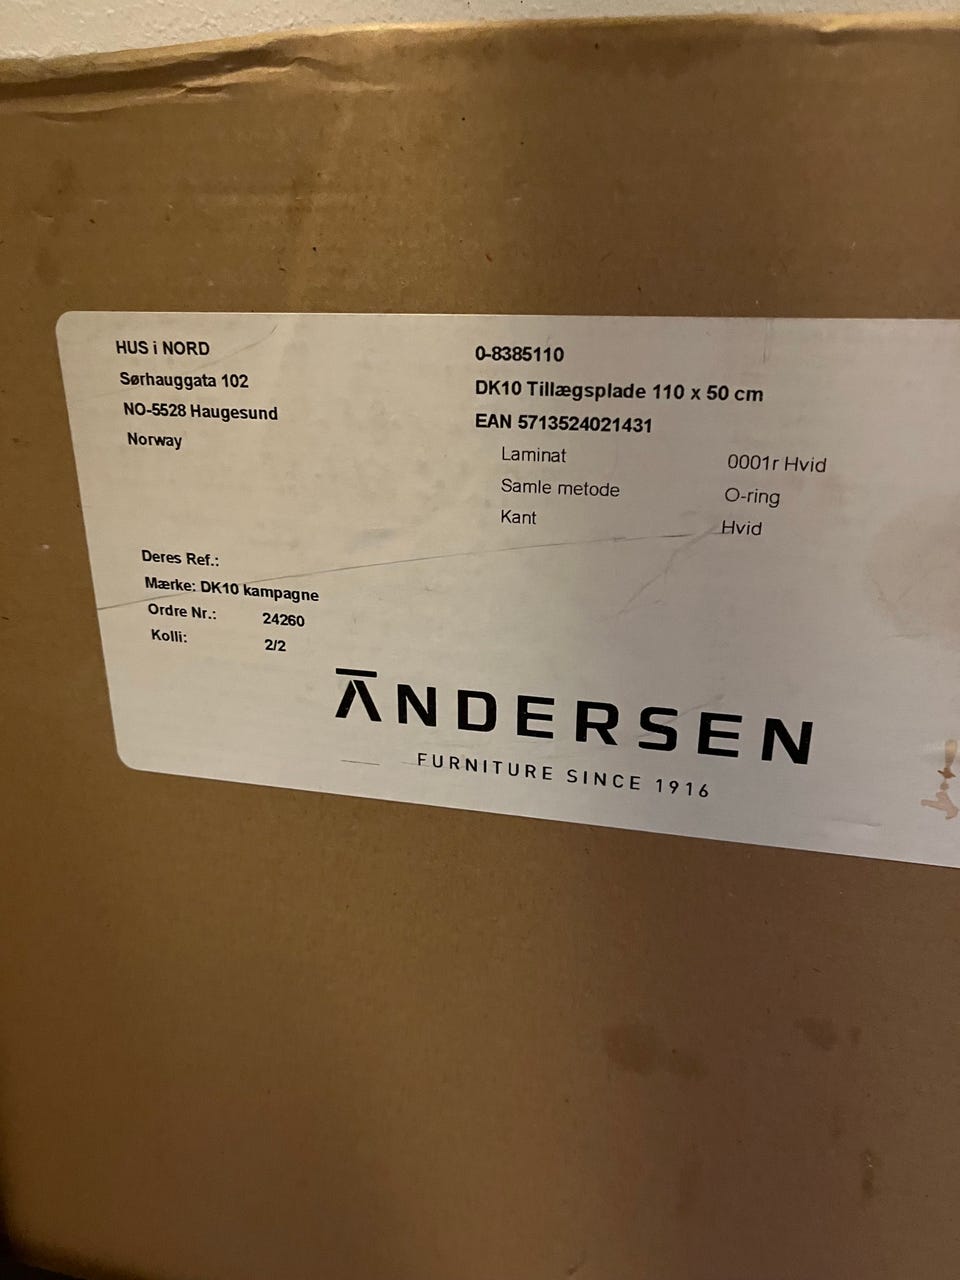 HUS i NORD
Sørhauggata 102
NO-5528 Haugesund
Norway
0-8385110
DK10 Tillægsplade 110 x 50 cm
EAN 5713524021431
Laminat 0001r Hvid
Samle metode O-ring
Kant Hvid
Deres Ref.:
Mærke: DK10 kampagne
Ordre Nr.: 24260
Kolli: 2/2
ANDERSEN
FURNITURE SINCE 1916